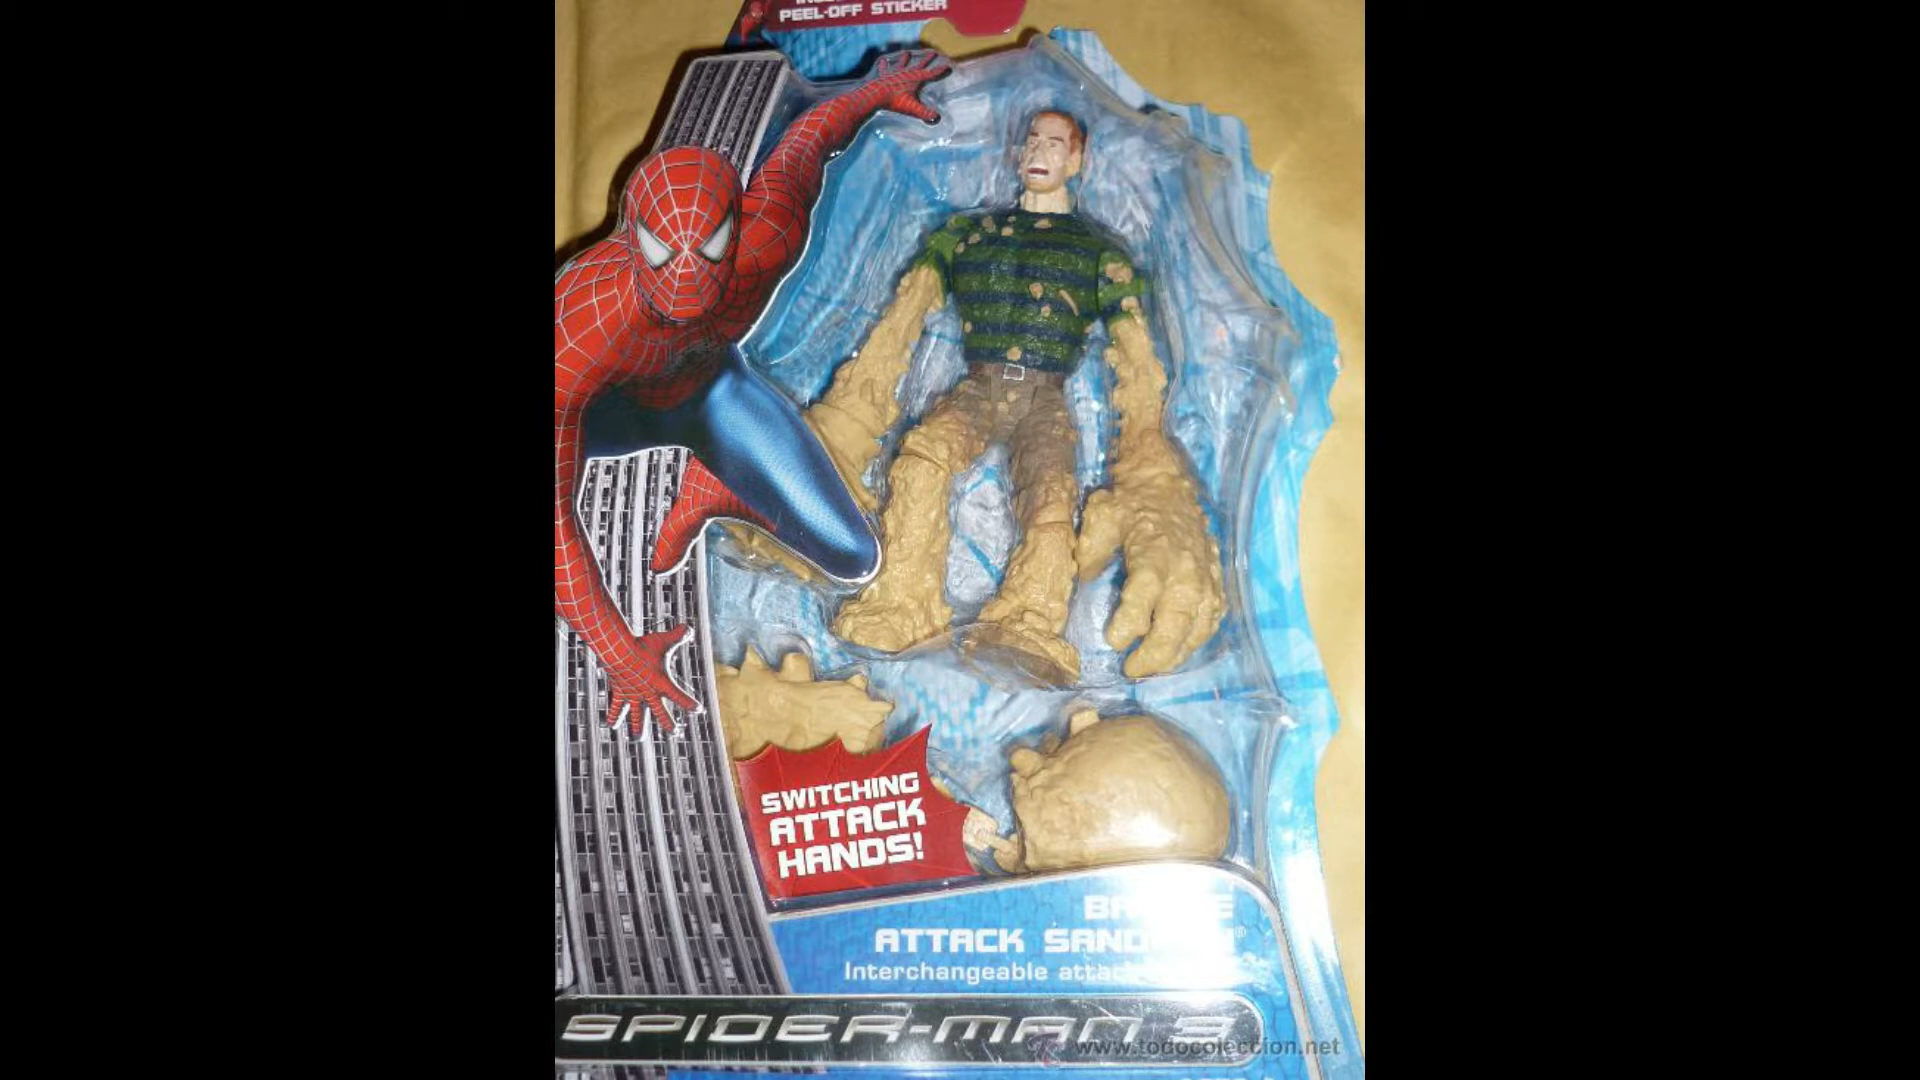 PEEL-OFF STICKER
SWITCHING
ATTACK
HANDS!
ATTACK
Interchangeable
SPIDER-MAN 3
www.todocoleccion.net